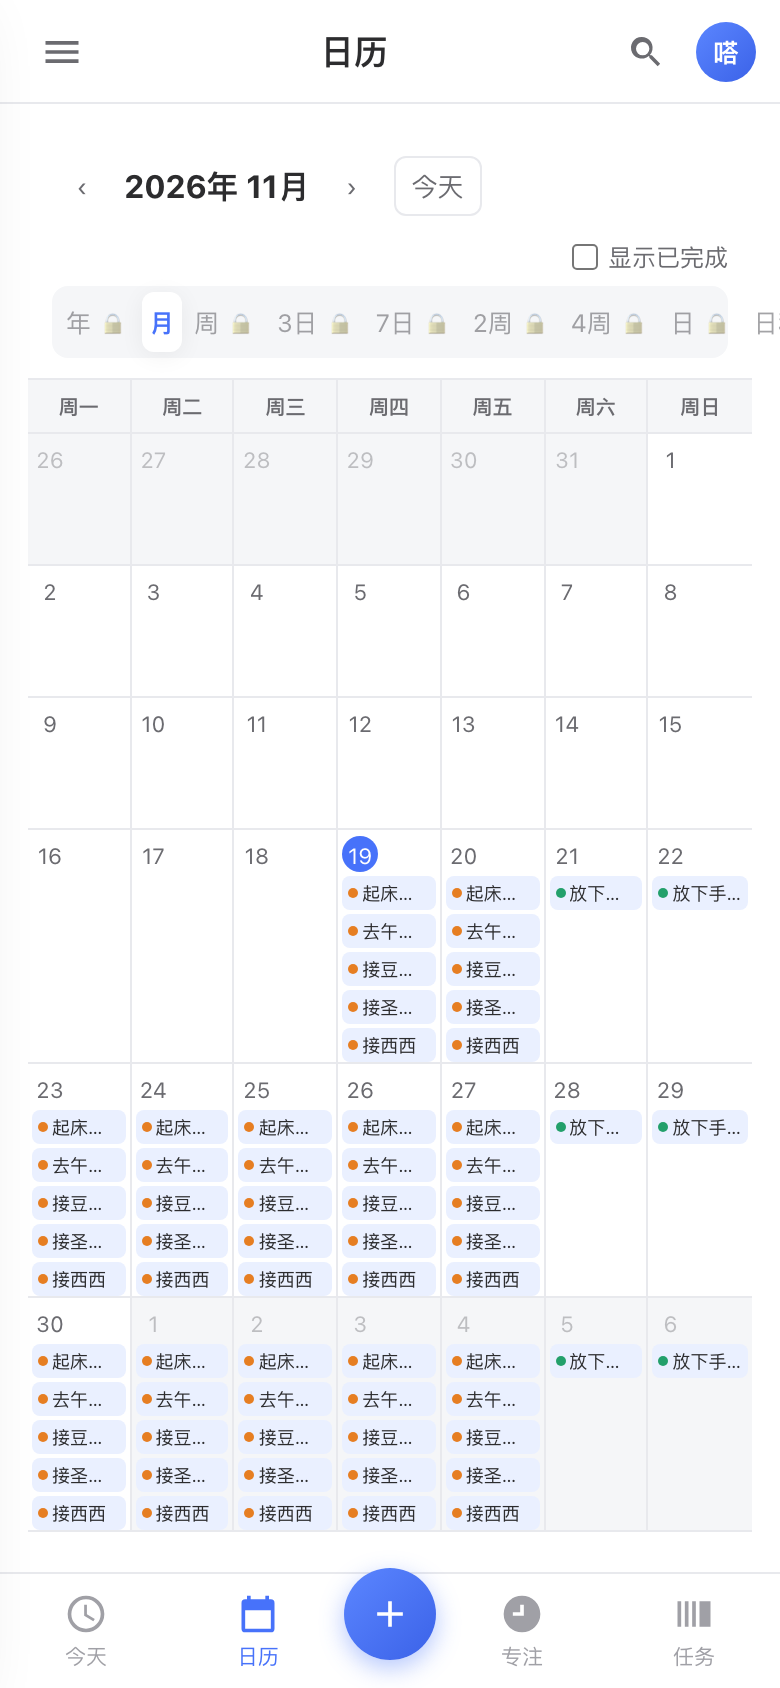 日历
嗒
‹ 2026年 11月 › 今天
显示已完成
年 月 周 3日 7日 2周 4周 日
周一 周二 周三 周四 周五 周六 周日
26 27 28 29 30 31 1
2 3 4 5 6 7 8
9 10 11 12 13 14 15
16 17 18 19 20 21 22
起床... 起床... 放下... 放下手...
去午... 去午...
接豆... 接豆...
接圣... 接圣...
接西西 接西西
23 24 25 26 27 28 29
起床... 起床... 起床... 起床... 起床... 放下... 放下手...
去午... 去午... 去午... 去午... 去午...
接豆... 接豆... 接豆... 接豆... 接豆...
接圣... 接圣... 接圣... 接圣... 接圣...
接西西 接西西 接西西 接西西 接西西
30 1 2 3 4 5 6
起床... 起床... 起床... 起床... 起床... 放下... 放下手...
去午... 去午... 去午... 去午... 去午...
接豆... 接豆... 接豆... 接豆... 接豆...
接圣... 接圣... 接圣... 接圣... 接圣...
接西西 接西西 接西西 接西西 接西西
今天 日历 + 专注 任务